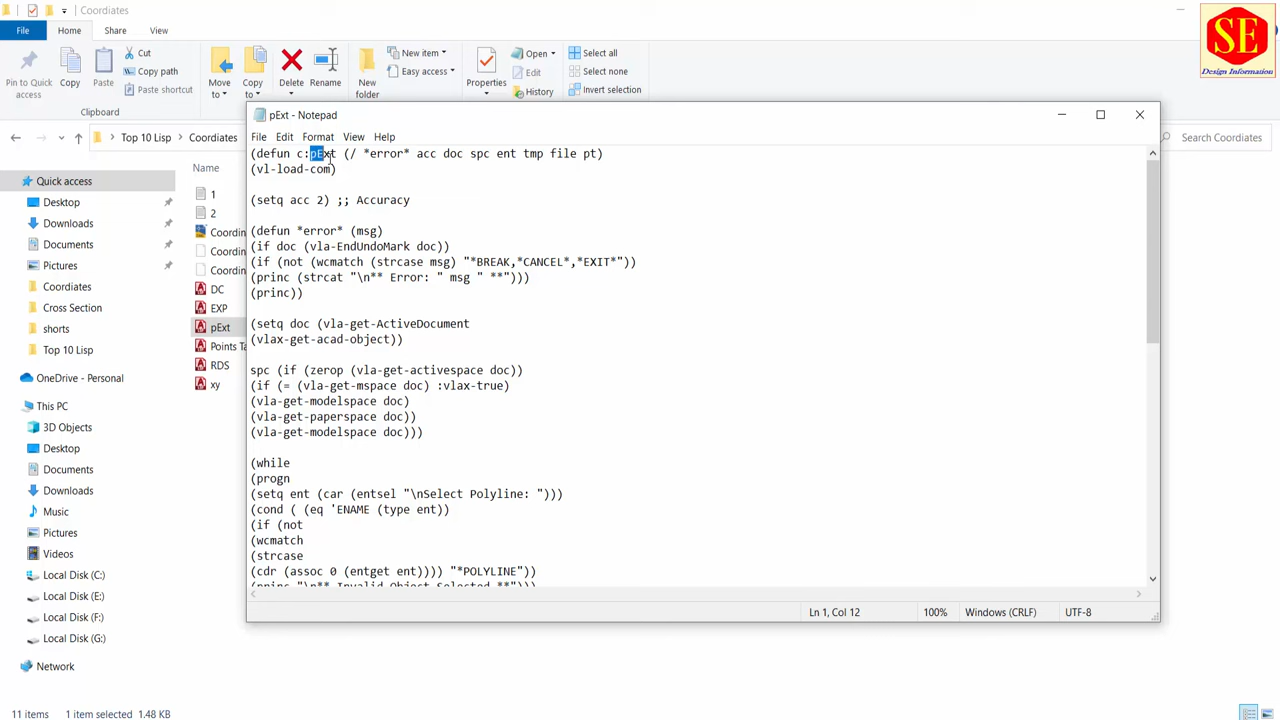 Coordiates
File
Home
Share
View
Pin to Quick
access
Copy
Paste
Cut
Copy path
Paste shortcut
Clipboard
Move
to
Copy
to
Delete
Rename
New
folder
New item
Easy access
Properties
Open
Edit
History
Select all
Select none
Invert selection
SE
Design Information
Top 10 Lisp
Coordiates
Search Coordiates
Quick access
Desktop
Downloads
Documents
Pictures
Coordiates
Cross Section
shorts
Top 10 Lisp
OneDrive - Personal
This PC
3D Objects
Desktop
Documents
Downloads
Music
Pictures
Videos
Local Disk (C:)
Local Disk (E:)
Local Disk (F:)
Local Disk (G:)
Network
Name
1
2
Coordin
Coordin
Coordin
DC
EXP
pExt
Points Ta
RDS
xy
pExt - Notepad
File Edit Format View Help
(defun c:pExt (/ *error* acc doc spc ent tmp file pt)
(vl-load-com)
(setq acc 2) ;; Accuracy
(defun *error* (msg)
(if doc (vla-EndUndoMark doc))
(if (not (wcmatch (strcase msg) "*BREAK,*CANCEL*,*EXIT*"))
(princ (strcat "\n** Error: " msg " **")))
(princ))
(setq doc (vla-get-ActiveDocument
(vlax-get-acad-object))
spc (if (zerop (vla-get-activespace doc))
(if (= (vla-get-mspace doc) :vlax-true)
(vla-get-modelspace doc)
(vla-get-paperspace doc))
(vla-get-modelspace doc)))
(while
(progn
(setq ent (car (entsel "\nSelect Polyline: ")))
(cond ( (eq 'ENAME (type ent))
(if (not
(wcmatch
(strcase
(cdr (assoc 0 (entget ent)))) "*POLYLINE"))
(princ "\n** Invalid Object Selected **")))
Ln 1, Col 12
100%
Windows (CRLF)
UTF-8
11 items
1 item selected 1.48 KB